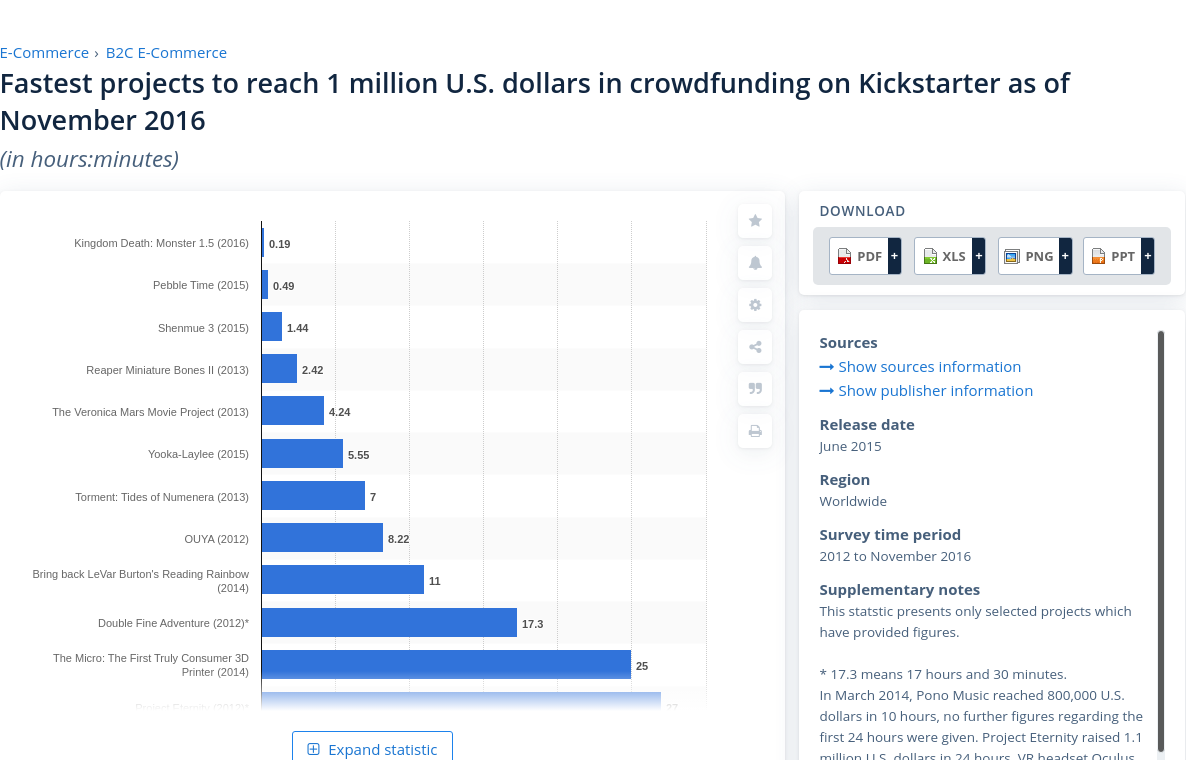 E-Commerce › B2C E-Commerce
Fastest projects to reach 1 million U.S. dollars in crowdfunding on Kickstarter as of
November 2016
(in hours:minutes)
Kingdom Death: Monster 1.5 (2016) 0.19
Pebble Time (2015) 0.49
Shenmue 3 (2015) 1.44
Reaper Miniature Bones II (2013) 2.42
The Veronica Mars Movie Project (2013) 4.24
Yooka-Laylee (2015) 5.55
Torment: Tides of Numenera (2013) 7
OUYA (2012) 8.22
Bring back LeVar Burton's Reading Rainbow
(2014) 11
Double Fine Adventure (2012)* 17.3
The Micro: The First Truly Consumer 3D
Printer (2014) 25
Project Eternity (2012)* 27
Expand statistic
DOWNLOAD
PDF + XLS + PNG + PPT +
Sources
Show sources information
Show publisher information
Release date
June 2015
Region
Worldwide
Survey time period
2012 to November 2016
Supplementary notes
This statstic presents only selected projects which
have provided figures.
* 17.3 means 17 hours and 30 minutes.
In March 2014, Pono Music reached 800,000 U.S.
dollars in 10 hours, no further figures regarding the
first 24 hours were given. Project Eternity raised 1.1
million U.S. dollars in 24 hours. VR headset Oculus